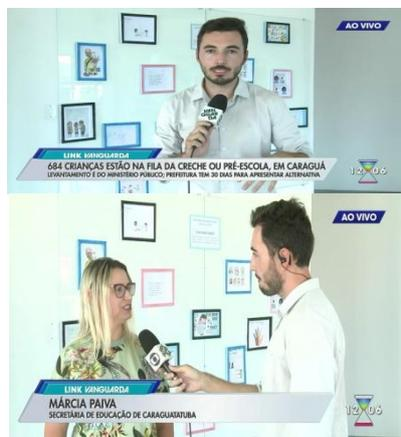 AO VIVO
LINK VANGUARDA
684 CRIANÇAS ESTÃO NA FILA DA CRECHE OU PRÉ-ESCOLA, EM CARAGUÁ
LEVANTAMENTO É DO MINISTÉRIO PÚBLICO; PREFEITURA TEM 30 DIAS PARA APRESENTAR ALTERNATIVA
12:06
AO VIVO
LINK VANGUARDA
MÁRCIA PAIVA
SECRETÁRIA DE EDUCAÇÃO DE CARAGUATATUBA
12:06